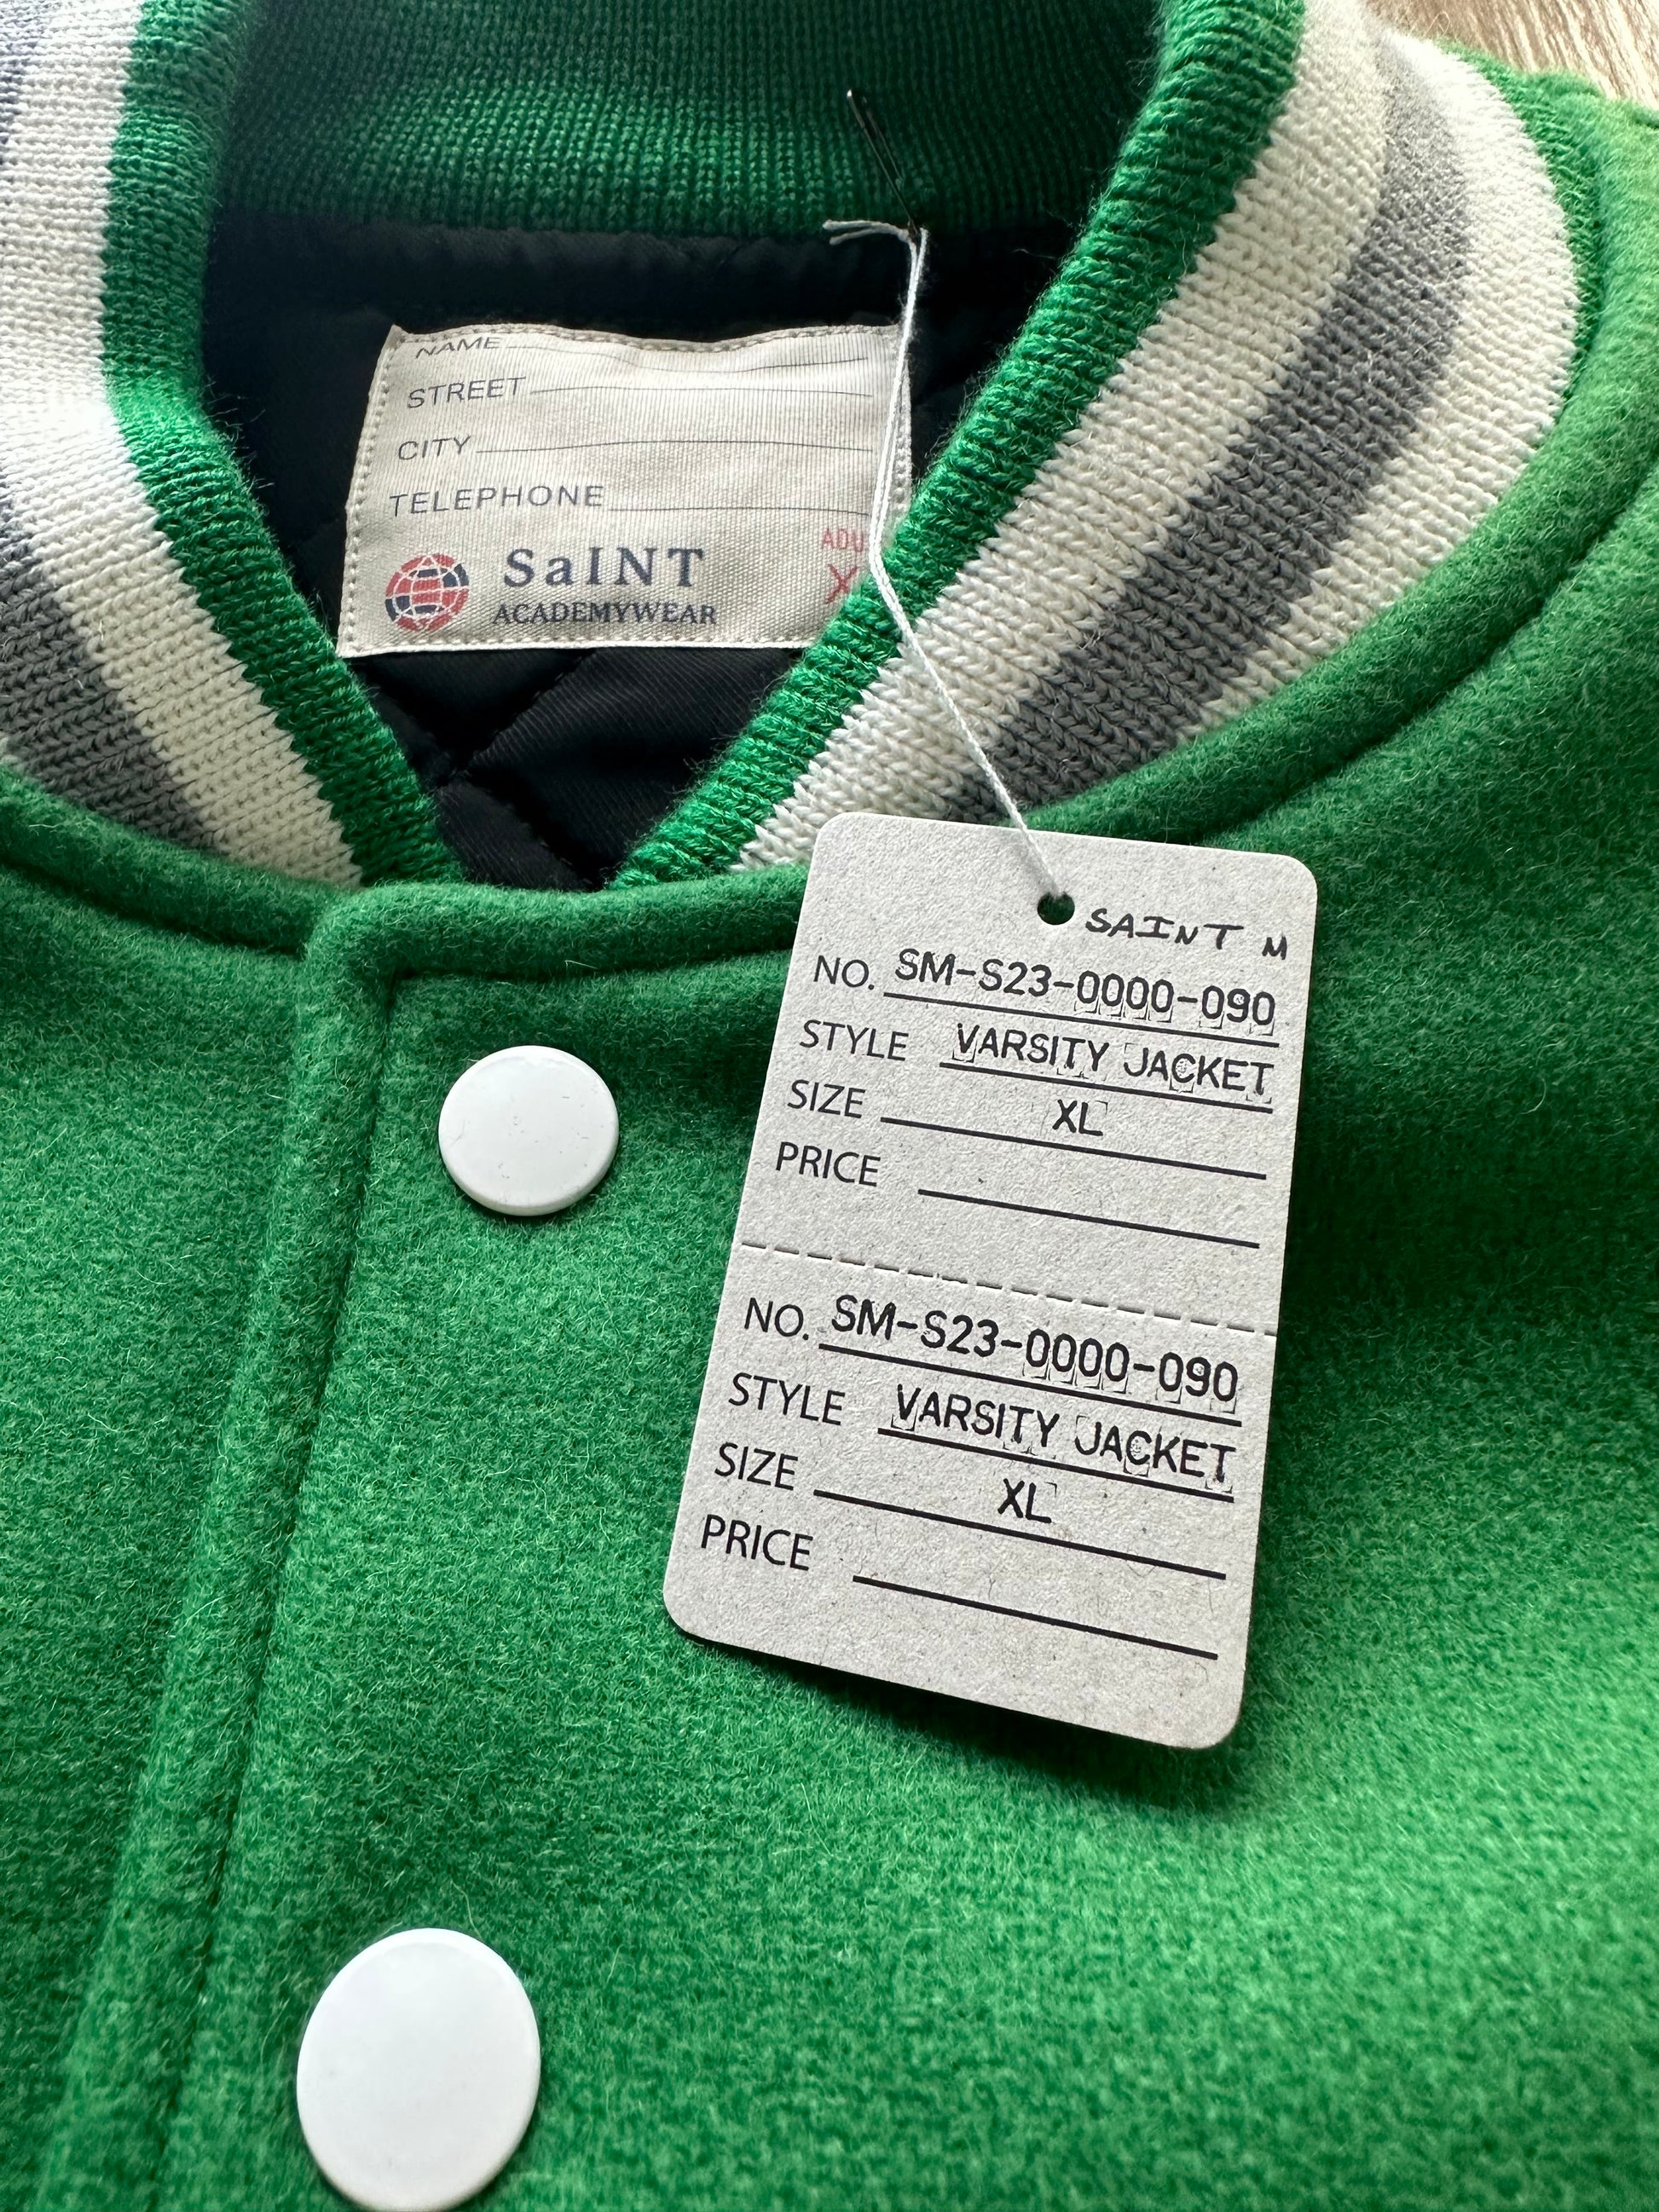 NAME
STREET
CITY
TELEPHONE
SaINT
ACADEMYWEAR
SAINT M
NO. SM-S23-0000-090
STYLE VARSITY JACKET
SIZE XL
PRICE
NO. SM-S23-0000-090
STYLE VARSITY JACKET
SIZE XL
PRICE